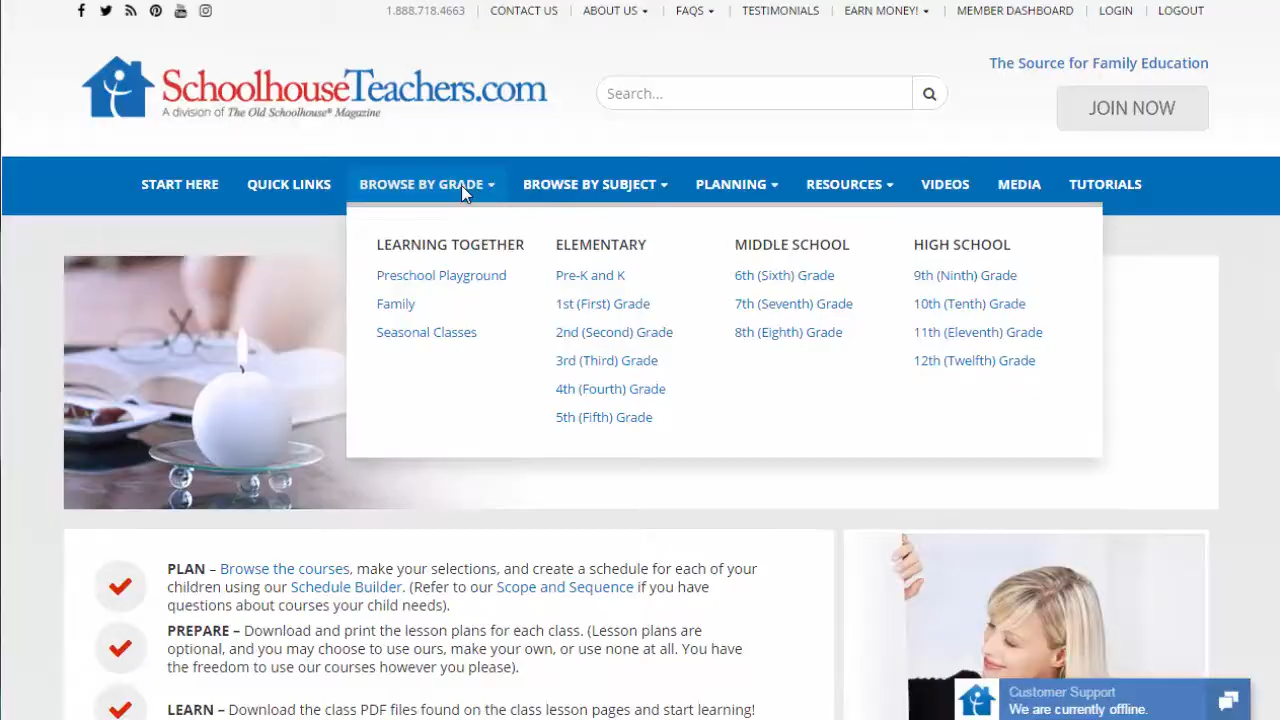 1.888.718.4663 CONTACT US ABOUT US FAQS TESTIMONIALS EARN MONEY! MEMBER DASHBOARD LOGIN LOGOUT
SchoolhouseTeachers.com
A division of The Old Schoolhouse® Magazine
Search...
The Source for Family Education
JOIN NOW
START HERE QUICK LINKS BROWSE BY GRADE BROWSE BY SUBJECT PLANNING RESOURCES VIDEOS MEDIA TUTORIALS
LEARNING TOGETHER
Preschool Playground
Family
Seasonal Classes
ELEMENTARY
Pre-K and K
1st (First) Grade
2nd (Second) Grade
3rd (Third) Grade
4th (Fourth) Grade
5th (Fifth) Grade
MIDDLE SCHOOL
6th (Sixth) Grade
7th (Seventh) Grade
8th (Eighth) Grade
HIGH SCHOOL
9th (Ninth) Grade
10th (Tenth) Grade
11th (Eleventh) Grade
12th (Twelfth) Grade
PLAN – Browse the courses, make your selections, and create a schedule for each of your
children using our Schedule Builder. (Refer to our Scope and Sequence if you have
questions about courses your child needs).
PREPARE – Download and print the lesson plans for each class. (Lesson plans are
optional, and you may choose to use ours, make your own, or use none at all. You have
the freedom to use our courses however you please).
LEARN – Download the class PDF files found on the class lesson pages and start learning!
Customer Support
We are currently offline.